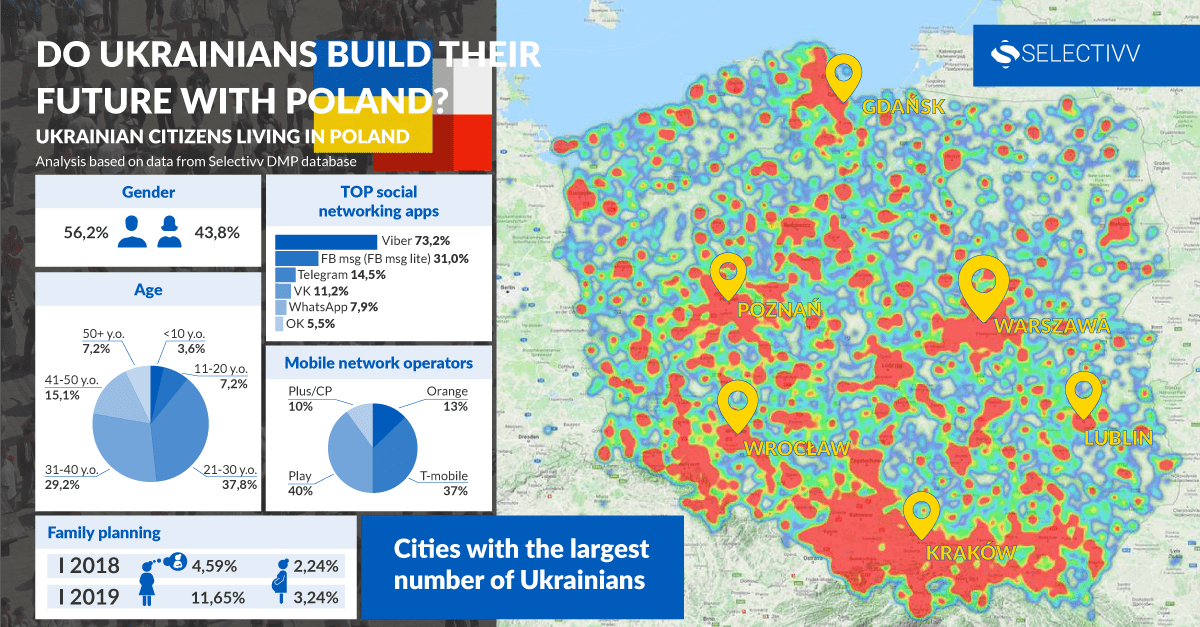 DO UKRAINIANS BUILD THEIR
FUTURE WITH POLAND?
UKRAINIAN CITIZENS LIVING IN POLAND
Analysis based on data from Selectivv DMP database
Gender
56,2%
43,8%
Age
50+ y.o.
7,2%
<10 y.o.
3,6%
11-20 y.o.
7,2%
41-50 y.o.
15,1%
31-40 y.o.
29,2%
21-30 y.o.
37,8%
TOP social
networking apps
Viber 73,2%
FB msg (FB msg lite) 31,0%
Telegram 14,5%
VK 11,2%
WhatsApp 7,9%
OK 5,5%
Mobile network operators
Plus/CP
10%
Orange
13%
Play
40%
T-mobile
37%
Family planning
I 2018
4,59%
2,24%
I 2019
11,65%
3,24%
Cities with the largest
number of Ukrainians
SELECTIVV
GDAŃSK
POZNAŃ
WARSZAWA
WROCŁAW
LUBLIN
KRAKÓW
Berlin
Dresden